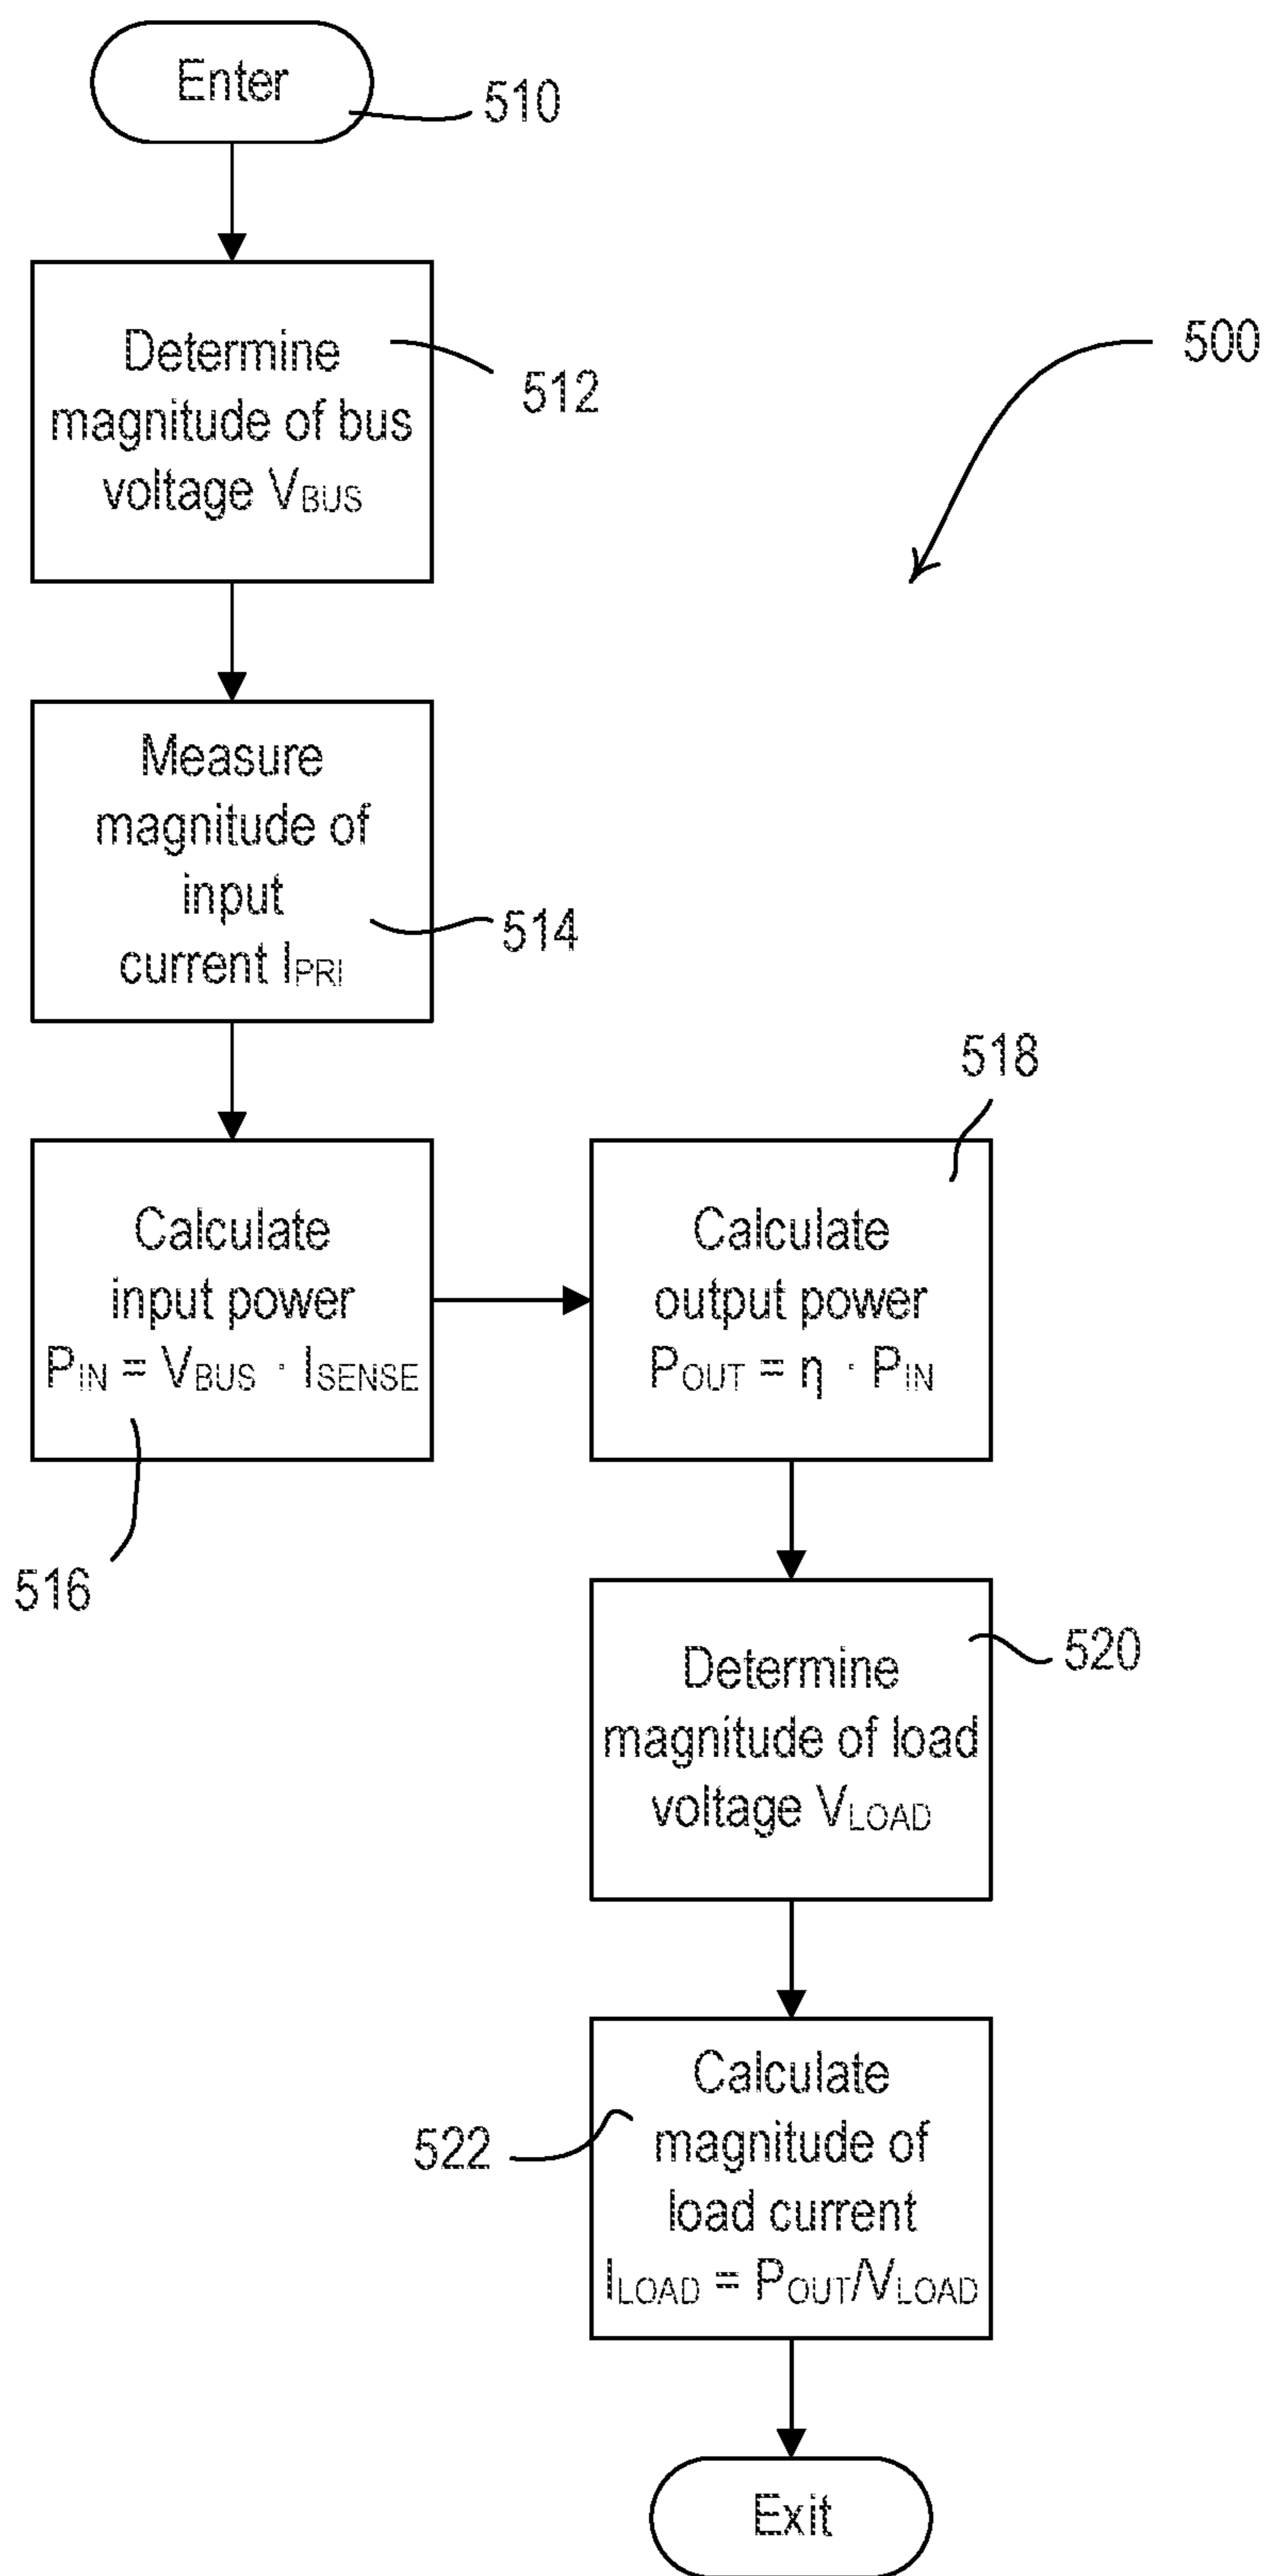 Enter
510
Determine
magnitude of bus
voltage VBUS
512
500
Measure
magnitude of
input
current IPRI
514
Calculate
input power
PIN = VBUS · ISENSE
516
518
Calculate
output power
POUT = η · PIN
Determine
magnitude of load
voltage VLOAD
520
Calculate
magnitude of
load current
ILOAD = POUT/VLOAD
522
Exit